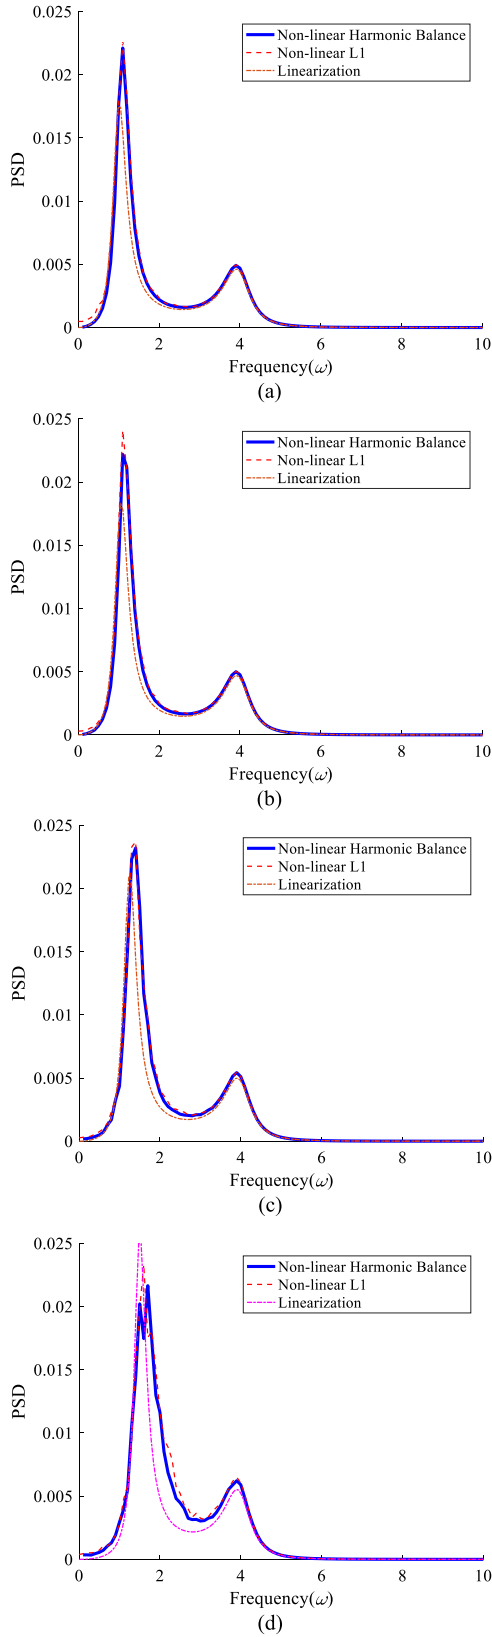 0.025
Non-linear Harmonic Balance
Non-linear L1
Linearization
0.02
0.015
PSD
0.01
0.005
0
0 2 4 6 8 10
Frequency(ω)
(a)
0.025
Non-linear Harmonic Balance
Non-linear L1
Linearization
0.02
0.015
PSD
0.01
0.005
0
0 2 4 6 8 10
Frequency(ω)
(b)
0.025
Non-linear Harmonic Balance
Non-linear L1
Linearization
0.02
0.015
PSD
0.01
0.005
0
0 2 4 6 8 10
Frequency(ω)
(c)
0.025
Non-linear Harmonic Balance
Non-linear L1
Linearization
0.02
0.015
PSD
0.01
0.005
0
0 2 4 6 8 10
Frequency(ω)
(d)